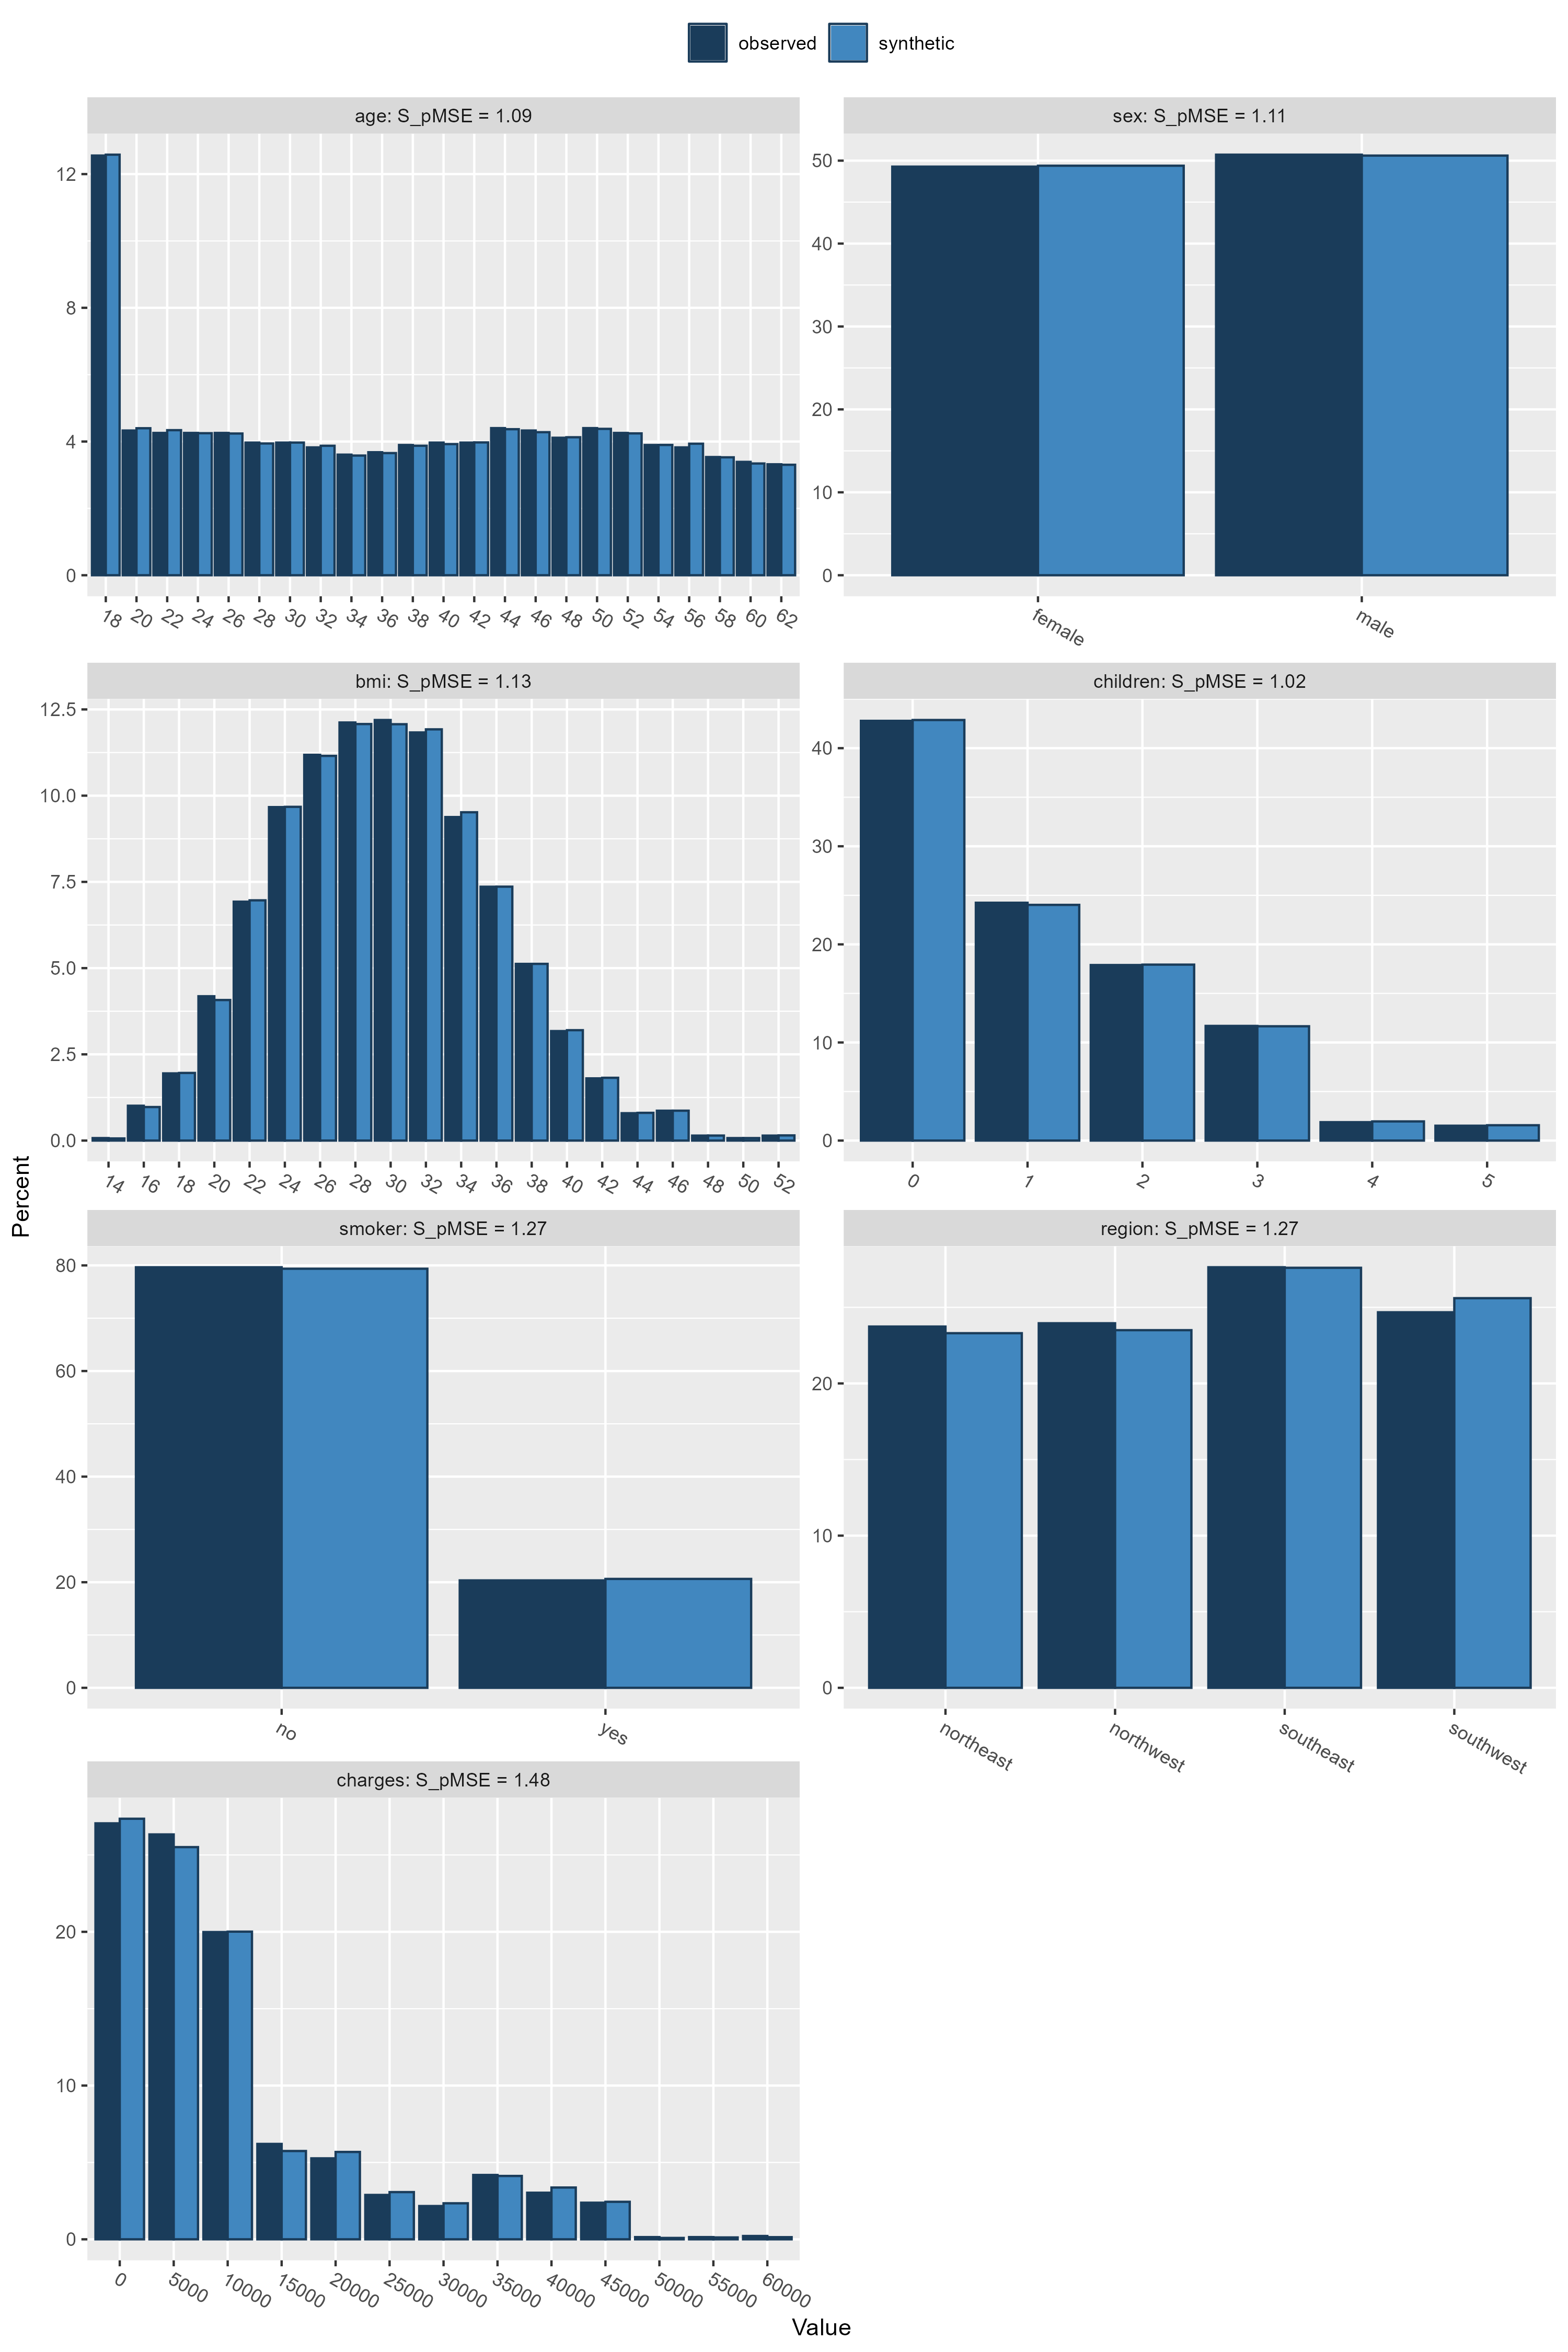 observed synthetic
age: S_pMSE = 1.09
12
8
4
0
18 20 22 24 26 28 30 32 34 36 38 40 42 44 46 48 50 52 54 56 58 60 62
sex: S_pMSE = 1.11
50
40
30
20
10
0
female male
bmi: S_pMSE = 1.13
12.5
10.0
7.5
5.0
2.5
0.0
14 16 18 20 22 24 26 28 30 32 34 36 38 40 42 44 46 48 50 52
children: S_pMSE = 1.02
40
30
20
10
0
0 1 2 3 4 5
Percent
smoker: S_pMSE = 1.27
80
60
40
20
0
no yes
region: S_pMSE = 1.27
20
10
0
northeast northwest southeast southwest
charges: S_pMSE = 1.48
20
10
0
0 5000 10000 15000 20000 25000 30000 35000 40000 45000 50000 55000 60000
Value